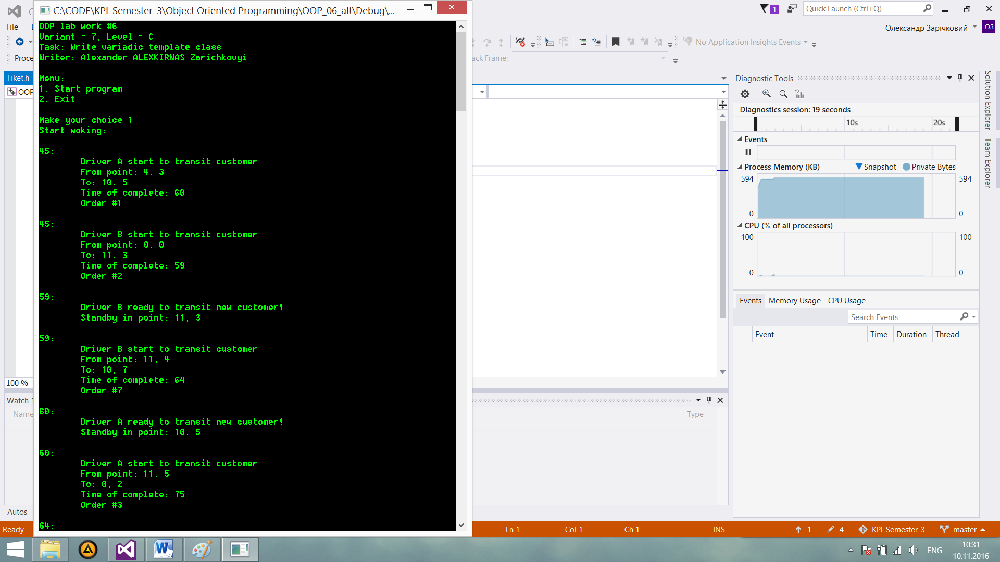 C:\CODE\KPI-Semester-3\Object Oriented Programming\OOP_06_alt\Debug\...
OOP lab work #6
Variant - 7, Level - C
Task: Write variadic template class
Writer: Alexander ALEXKIRNAS Zarichkovyi
Menu:
1. Start program
2. Exit
Make your choice 1
Start woking:
45:
Driver A start to transit customer
From point: 4, 3
To: 10, 5
Time of complete: 60
Order #1
45:
Driver B start to transit customer
From point: 0, 0
To: 11, 3
Time of complete: 59
Order #2
59:
Driver B ready to transit new customer!
Standby in point: 11, 3
59:
Driver B start to transit customer
From point: 11, 4
To: 10, 7
Time of complete: 64
Order #7
60:
Driver A ready to transit new customer!
Standby in point: 10, 5
60:
Driver A start to transit customer
From point: 11, 5
To: 0, 2
Time of complete: 75
Order #3
64:
File
Proce
Tiket.h
OOP
100 %
Watch 1
Name
Autos
1
Quick Launch (Ctrl+Q)
Олександр Зарічковий
ОЗ
No Application Insights Events
ack Frame:
Type
Diagnostic Tools
Diagnostics session: 19 seconds
10s 20s
Events
Process Memory (KB) Snapshot Private Bytes
594 594
0 0
CPU (% of all processors)
100 100
0 0
Events Memory Usage CPU Usage
Search Events
Event Time Duration Thread
Solution Explorer
Team Explorer
Ready Ln 1 Col 1 Ch 1 INS 1 4 KPI-Semester-3 master
ENG
10:31
10.11.2016